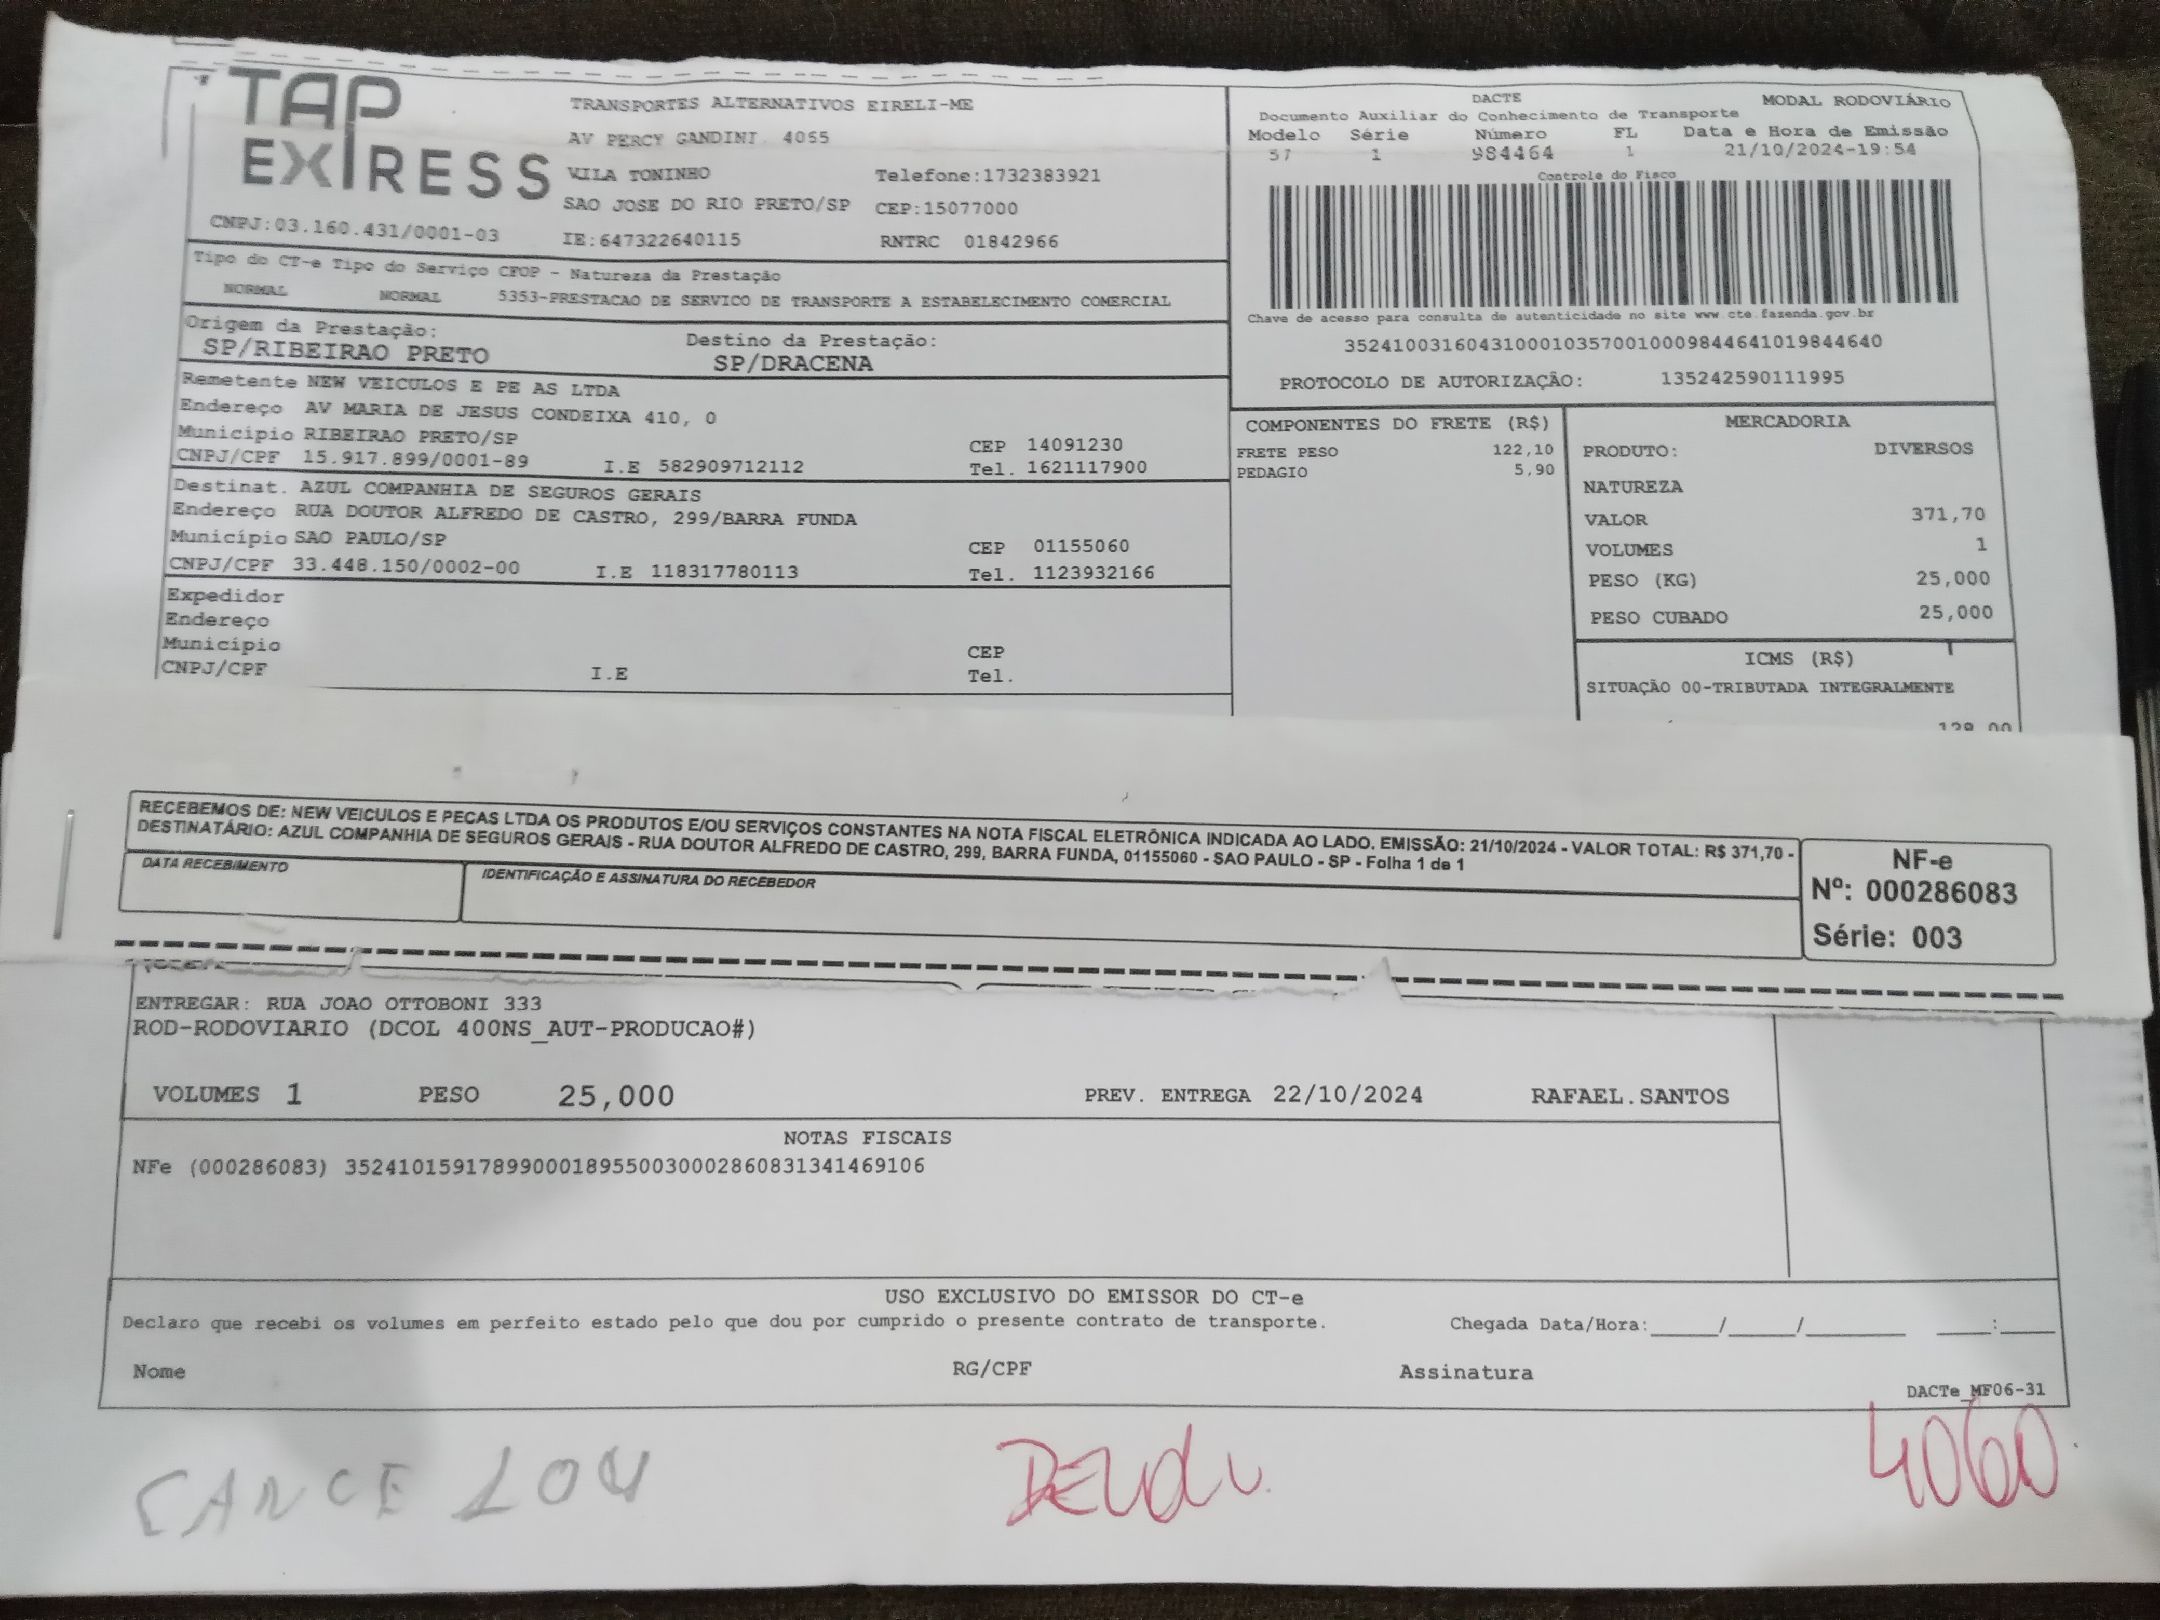 TAP EXPRESS
TRANSPORTES ALTERNATIVOS EIRELI-ME
AV PERCY GANDINI. 4065
VILA TONINHO Telefone:1732383921
SAO JOSE DO RIO PRETO/SP CEP:15077000
CNPJ:03.160.431/0001-03 IE:647322640115 RNTRC 01842966
Tipo do CT-e Tipo do Serviço CFOP - Natureza da Prestação
NORMAL NORMAL 5353-PRESTACAO DE SERVICO DE TRANSPORTE A ESTABELECIMENTO COMERCIAL
Origem da Prestação: Destino da Prestação:
SP/RIBEIRAO PRETO SP/DRACENA
Remetente NEW VEICULOS E PE AS LTDA
Endereço AV MARIA DE JESUS CONDEIXA 410, 0
Município RIBEIRAO PRETO/SP CEP 14091230
CNPJ/CPF 15.917.899/0001-89 I.E 582909712112 Tel. 1621117900
Destinat. AZUL COMPANHIA DE SEGUROS GERAIS
Endereço RUA DOUTOR ALFREDO DE CASTRO, 299/BARRA FUNDA
Município SAO PAULO/SP CEP 01155060
CNPJ/CPF 33.448.150/0002-00 I.E 118317780113 Tel. 1123932166
Expedidor
Endereço
Município CEP
CNPJ/CPF I.E Tel.
DACTE MODAL RODOVIÁRIO
Documento Auxiliar do Conhecimento de Transporte
Modelo Série Número FL Data e Hora de Emissão
57 1 984464 1 21/10/2024-19:54
Controle do Fisco
Chave de acesso para consulta de autenticidade no site www.cte.fazenda.gov.br
35241003160431000103570010009844641019844640
PROTOCOLO DE AUTORIZAÇÃO: 135242590111995
COMPONENTES DO FRETE (R$)
FRETE PESO 122,10
PEDAGIO 5,90
MERCADORIA
PRODUTO: DIVERSOS
NATUREZA
VALOR 371,70
VOLUMES 1
PESO (KG) 25,000
PESO CUBADO 25,000
ICMS (R$)
SITUAÇÃO 00-TRIBUTADA INTEGRALMENTE
RECEBEMOS DE: NEW VEICULOS E PECAS LTDA OS PRODUTOS E/OU SERVIÇOS CONSTANTES NA NOTA FISCAL ELETRÔNICA INDICADA AO LADO. EMISSÃO: 21/10/2024 - VALOR TOTAL: R$ 371,70 -
DESTINATÁRIO: AZUL COMPANHIA DE SEGUROS GERAIS - RUA DOUTOR ALFREDO DE CASTRO, 299, BARRA FUNDA, 01155060 - SAO PAULO - SP - Folha 1 de 1
DATA RECEBIMENTO IDENTIFICAÇÃO E ASSINATURA DO RECEBEDOR
NF-e
Nº: 000286083
Série: 003
ENTREGAR: RUA JOAO OTTOBONI 333
ROD-RODOVIARIO (DCOL 400NS_AUT-PRODUCAO#)
VOLUMES 1 PESO 25,000 PREV. ENTREGA 22/10/2024 RAFAEL.SANTOS
NOTAS FISCAIS
NFe (000286083) 35241015917899000189550030002860831341469106
USO EXCLUSIVO DO EMISSOR DO CT-e
Declaro que recebi os volumes em perfeito estado pelo que dou por cumprido o presente contrato de transporte. Chegada Data/Hora:_____/_____/________ _____:_____
Nome RG/CPF Assinatura
DACTe_MF06-31
CANCELOU 4060